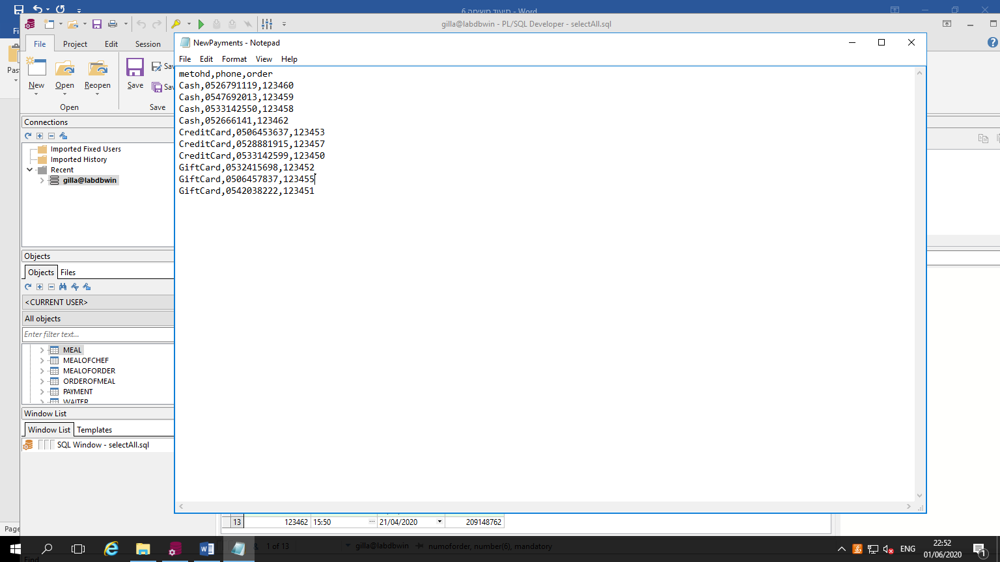 תיעוד משימה 6 - Word
gilla@labdbwin - PL/SQL Developer - selectAll.sql
Fi
File Project Edit Session
Past
New Open Reopen Save Sav
Sav
Open Save
NewPayments - Notepad
File Edit Format View Help
metohd,phone,order
Cash,0526791119,123460
Cash,0547692013,123459
Cash,0533142550,123458
Cash,052666141,123462
CreditCard,0506453637,123453
CreditCard,0528881915,123457
CreditCard,0533142599,123450
GiftCard,0532415698,123452
GiftCard,0506457837,123455
GiftCard,0542038222,123451
Connections
Imported Fixed Users
Imported History
Recent
gilla@labdbwin
Objects
Objects Files
<CURRENT USER>
All objects
Enter filter text...
MEAL
MEALOFCHEF
MEALOFORDER
ORDEROFMEAL
PAYMENT
WAITER
Window List
Window List Templates
SQL Window - selectAll.sql
13 123462 15:50 ... 21/04/2020 209148762
Page
& 1 of 13 gilla@labdbwin numoforder, number(6), mandatory
Find
ENG
22:52
01/06/2020
1